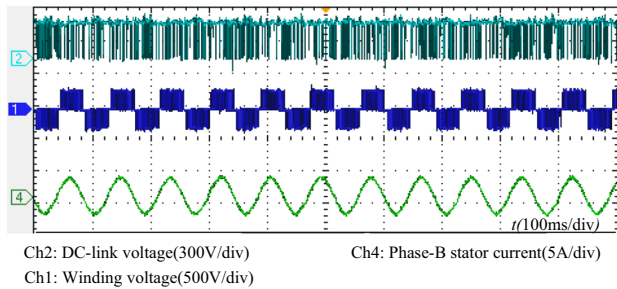 2
1
4
t(100ms/div)
Ch2: DC-link voltage(300V/div) Ch4: Phase-B stator current(5A/div)
Ch1: Winding voltage(500V/div)